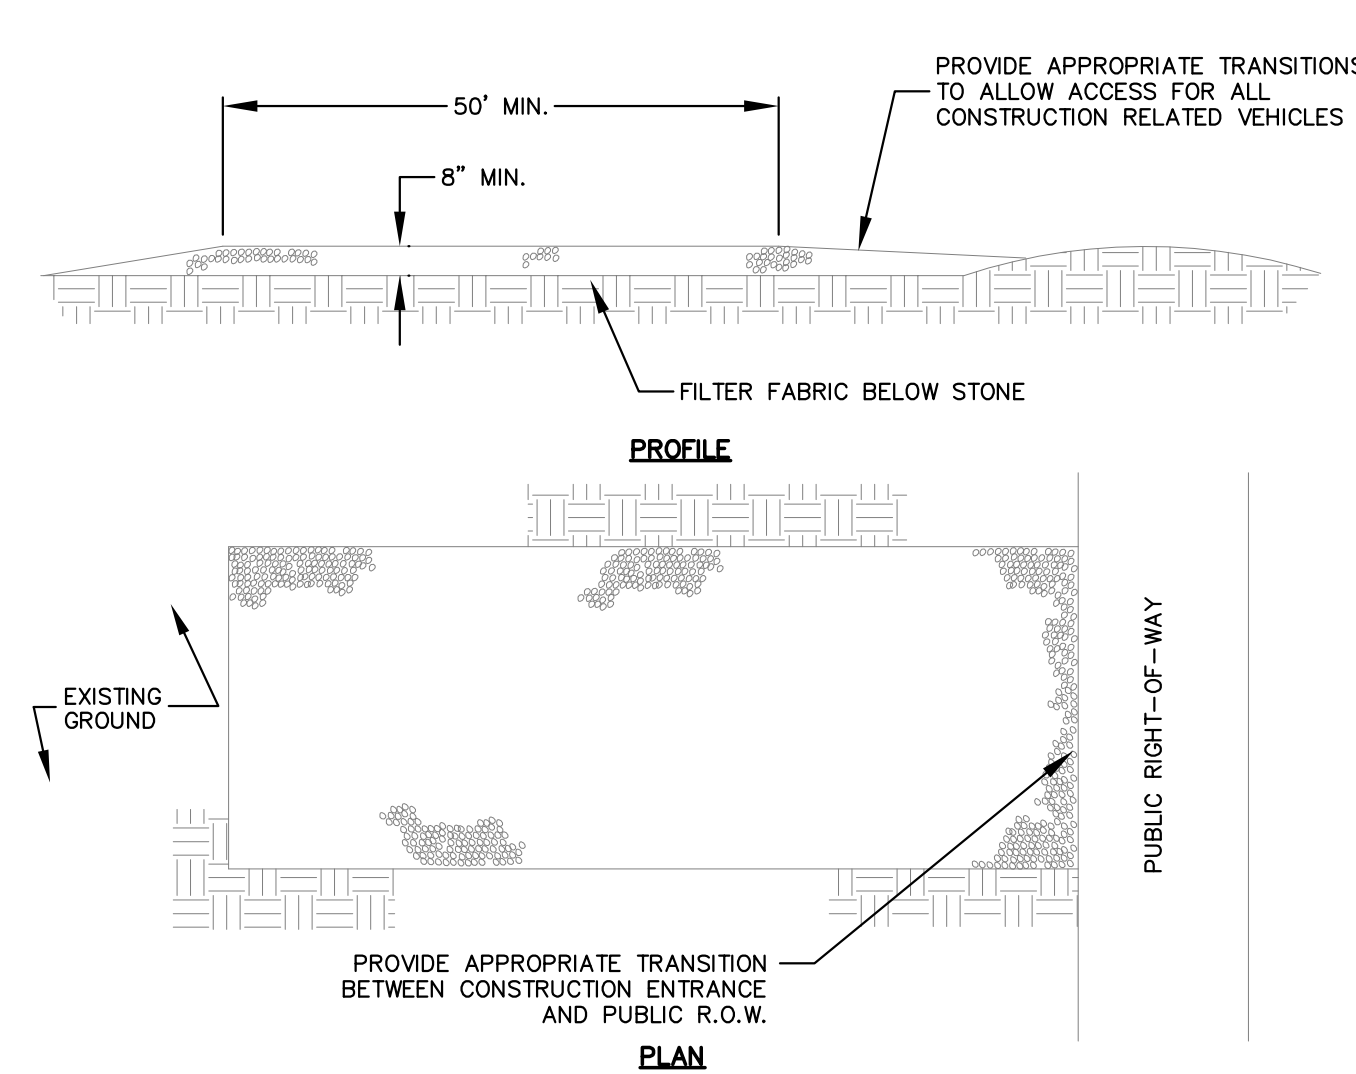 PROVIDE APPROPRIATE TRANSITIONS
TO ALLOW ACCESS FOR ALL
CONSTRUCTION RELATED VEHICLES
50' MIN.
8" MIN.
FILTER FABRIC BELOW STONE
PROFILE
EXISTING
GROUND
PUBLIC RIGHT-OF-WAY
PROVIDE APPROPRIATE TRANSITION
BETWEEN CONSTRUCTION ENTRANCE
AND PUBLIC R.O.W.
PLAN